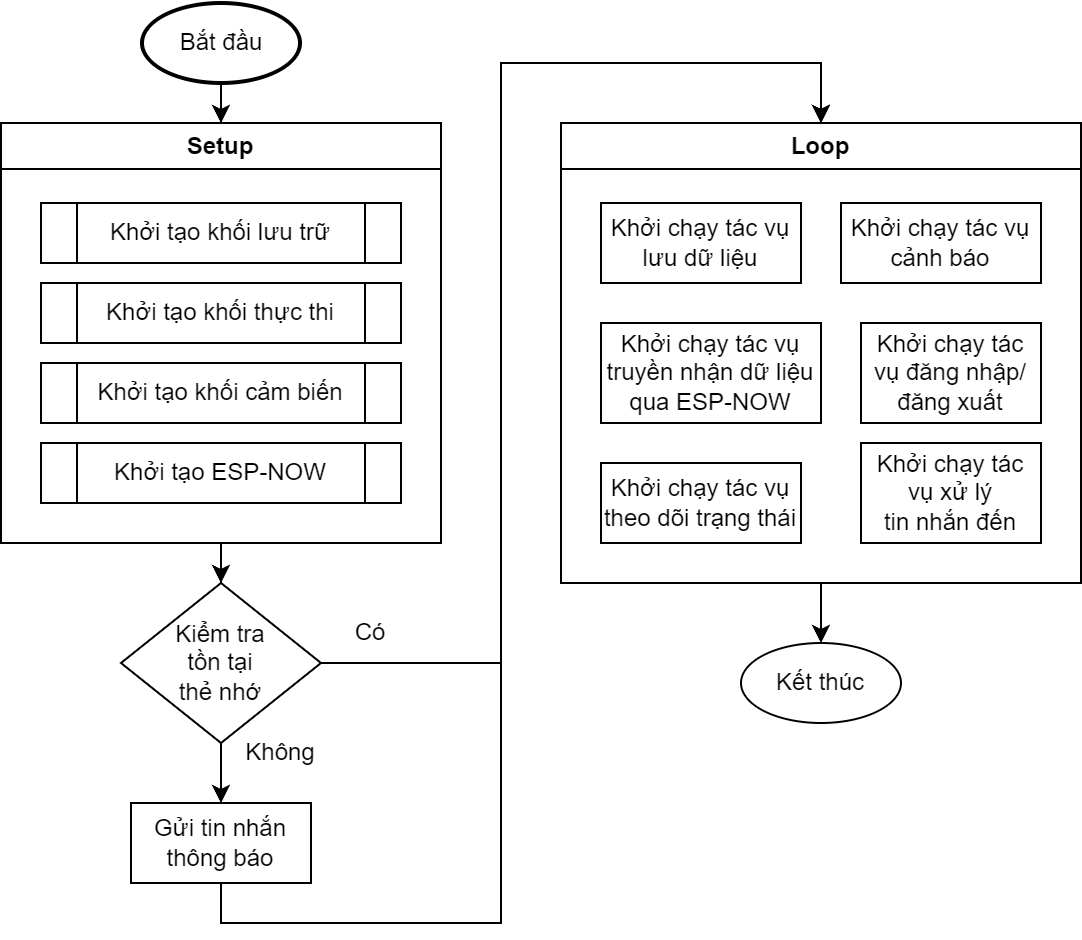 Bắt đầu
Setup
Khởi tạo khối lưu trữ
Khởi tạo khối thực thi
Khởi tạo khối cảm biến
Khởi tạo ESP-NOW
Kiểm tra
tồn tại
thẻ nhớ
Có
Không
Gửi tin nhắn
thông báo
Loop
Khởi chạy tác vụ
lưu dữ liệu
Khởi chạy tác vụ
cảnh báo
Khởi chạy tác vụ
truyền nhận dữ liệu
qua ESP-NOW
Khởi chạy tác
vụ đăng nhập/
đăng xuất
Khởi chạy tác vụ
theo dõi trạng thái
Khởi chạy tác
vụ xử lý
tin nhắn đến
Kết thúc